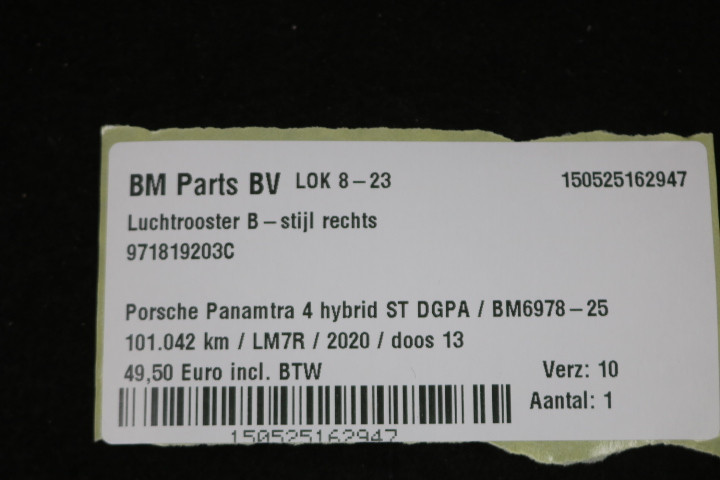 BM Parts BV LOK 8-23 150525162947
Luchtrooster B-stijl rechts
971819203C
Porsche Panamtra 4 hybrid ST DGPA / BM6978-25
101.042 km / LM7R / 2020 / doos 13
49,50 Euro incl. BTW Verz: 10
Aantal: 1
150525162947